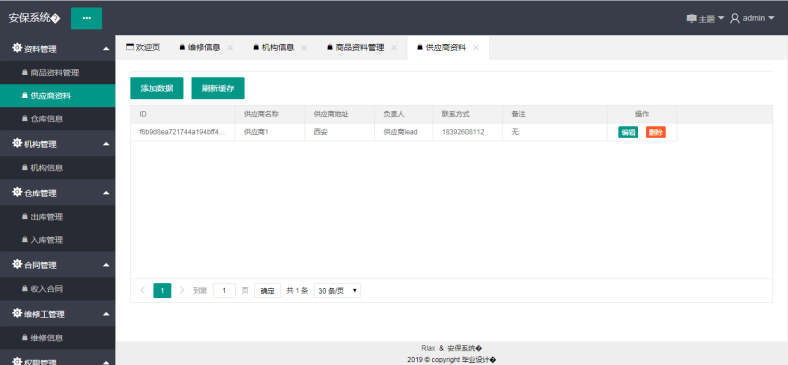 安保系统�
...
主题
admin
资料管理
商品资料管理
供应商资料
仓库信息
机构管理
机构信息
仓库管理
出库管理
入库管理
合同管理
收入合同
维修工管理
维修信息
权限管理
欢迎页 维修信息 机构信息 商品资料管理 供应商资料
添加数据 刷新缓存
ID 供应商名称 供应商地址 负责人 联系方式 备注 操作
f6b9d8ea721744a194bff4... 供应商1 西安 供应商lead 18392608112 无 编辑 删除
1 到第 1 页 确定 共 1 条 30 条/页
Riax & 安保系统�
2019 © copyright 毕业设计�